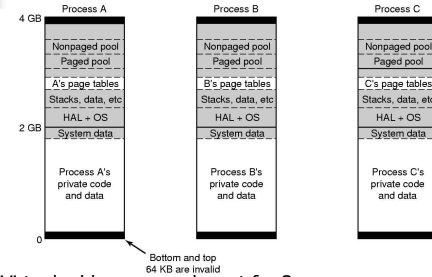 Process A
Process B
Process C
4 GB
Nonpaged pool
Nonpaged pool
Nonpaged pool
Paged pool
Paged pool
Paged pool
A's page tables
B's page tables
C's page tables
Stacks, data, etc
Stacks, data, etc
Stacks, data, etc
HAL + OS
HAL + OS
HAL + OS
2 GB
System data
System data
System data
Process A's
private code
and data
Process B's
private code
and data
Process C's
private code
and data
0
Bottom and top
64 KB are invalid